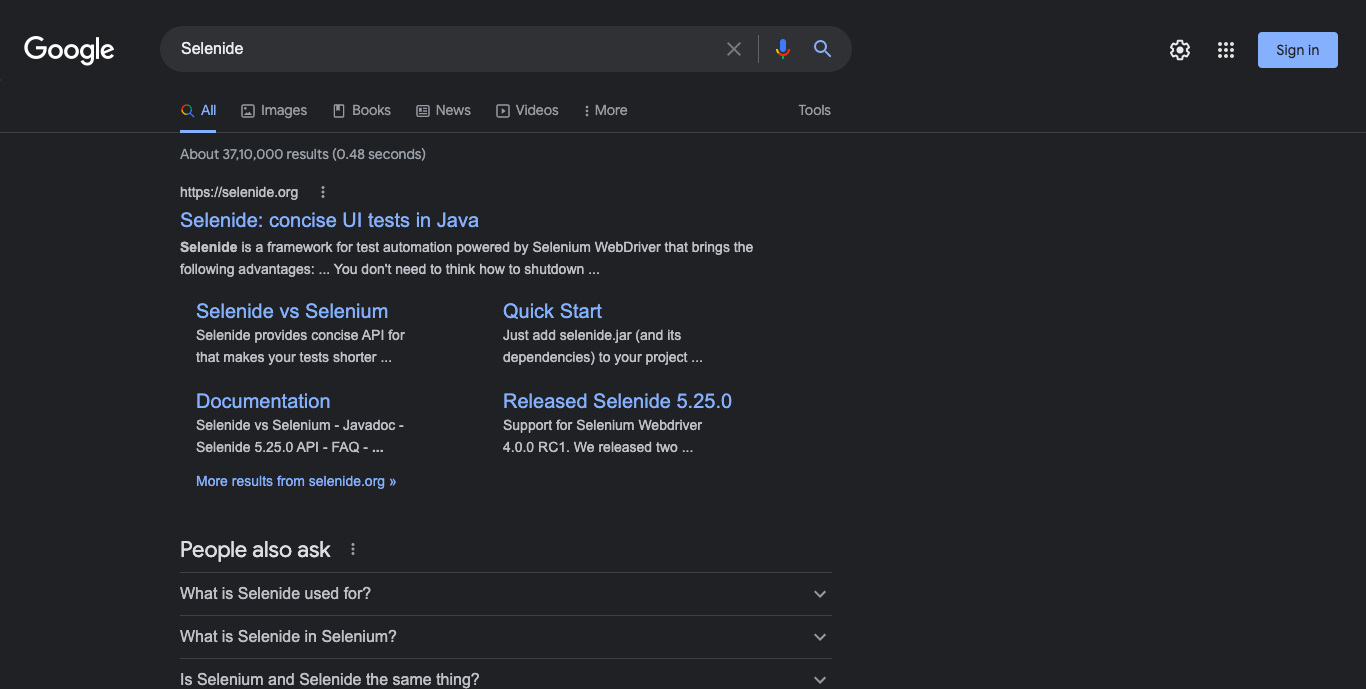 Google
Selenide
Sign in
All
Images
Books
News
Videos
More
Tools
About 37,10,000 results (0.48 seconds)
https://selenide.org
Selenide: concise UI tests in Java
Selenide is a framework for test automation powered by Selenium WebDriver that brings the
following advantages: ... You don't need to think how to shutdown ...
Selenide vs Selenium
Selenide provides concise API for
that makes your tests shorter ...
Quick Start
Just add selenide.jar (and its
dependencies) to your project ...
Documentation
Selenide vs Selenium - Javadoc -
Selenide 5.25.0 API - FAQ - ...
Released Selenide 5.25.0
Support for Selenium Webdriver
4.0.0 RC1. We released two ...
More results from selenide.org »
People also ask
What is Selenide used for?
What is Selenide in Selenium?
Is Selenium and Selenide the same thing?